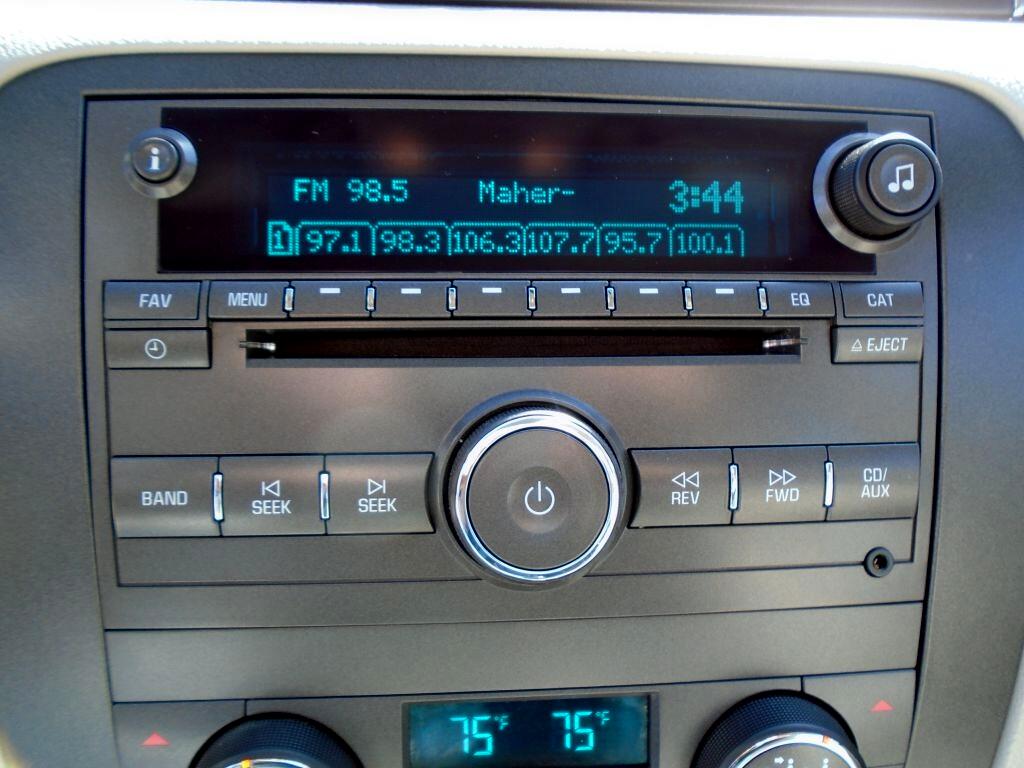 i
FM 98.5 Maher- 3:44
1 97.1 98.3 106.3 107.7 95.7 100.1
FAV MENU EQ CAT
EJECT
BAND SEEK SEEK REV FWD CD/
AUX
75°F 75°F